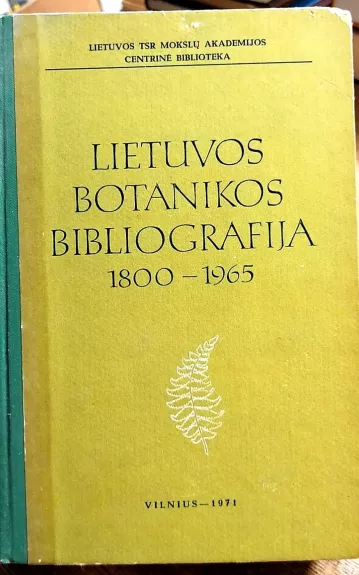 LIETUVOS TSR MOKSLŲ AKADEMIJOS
CENTRINĖ BIBLIOTEKA
LIETUVOS
BOTANIKOS
BIBLIOGRAFIJA
1800 – 1965
VILNIUS—1971